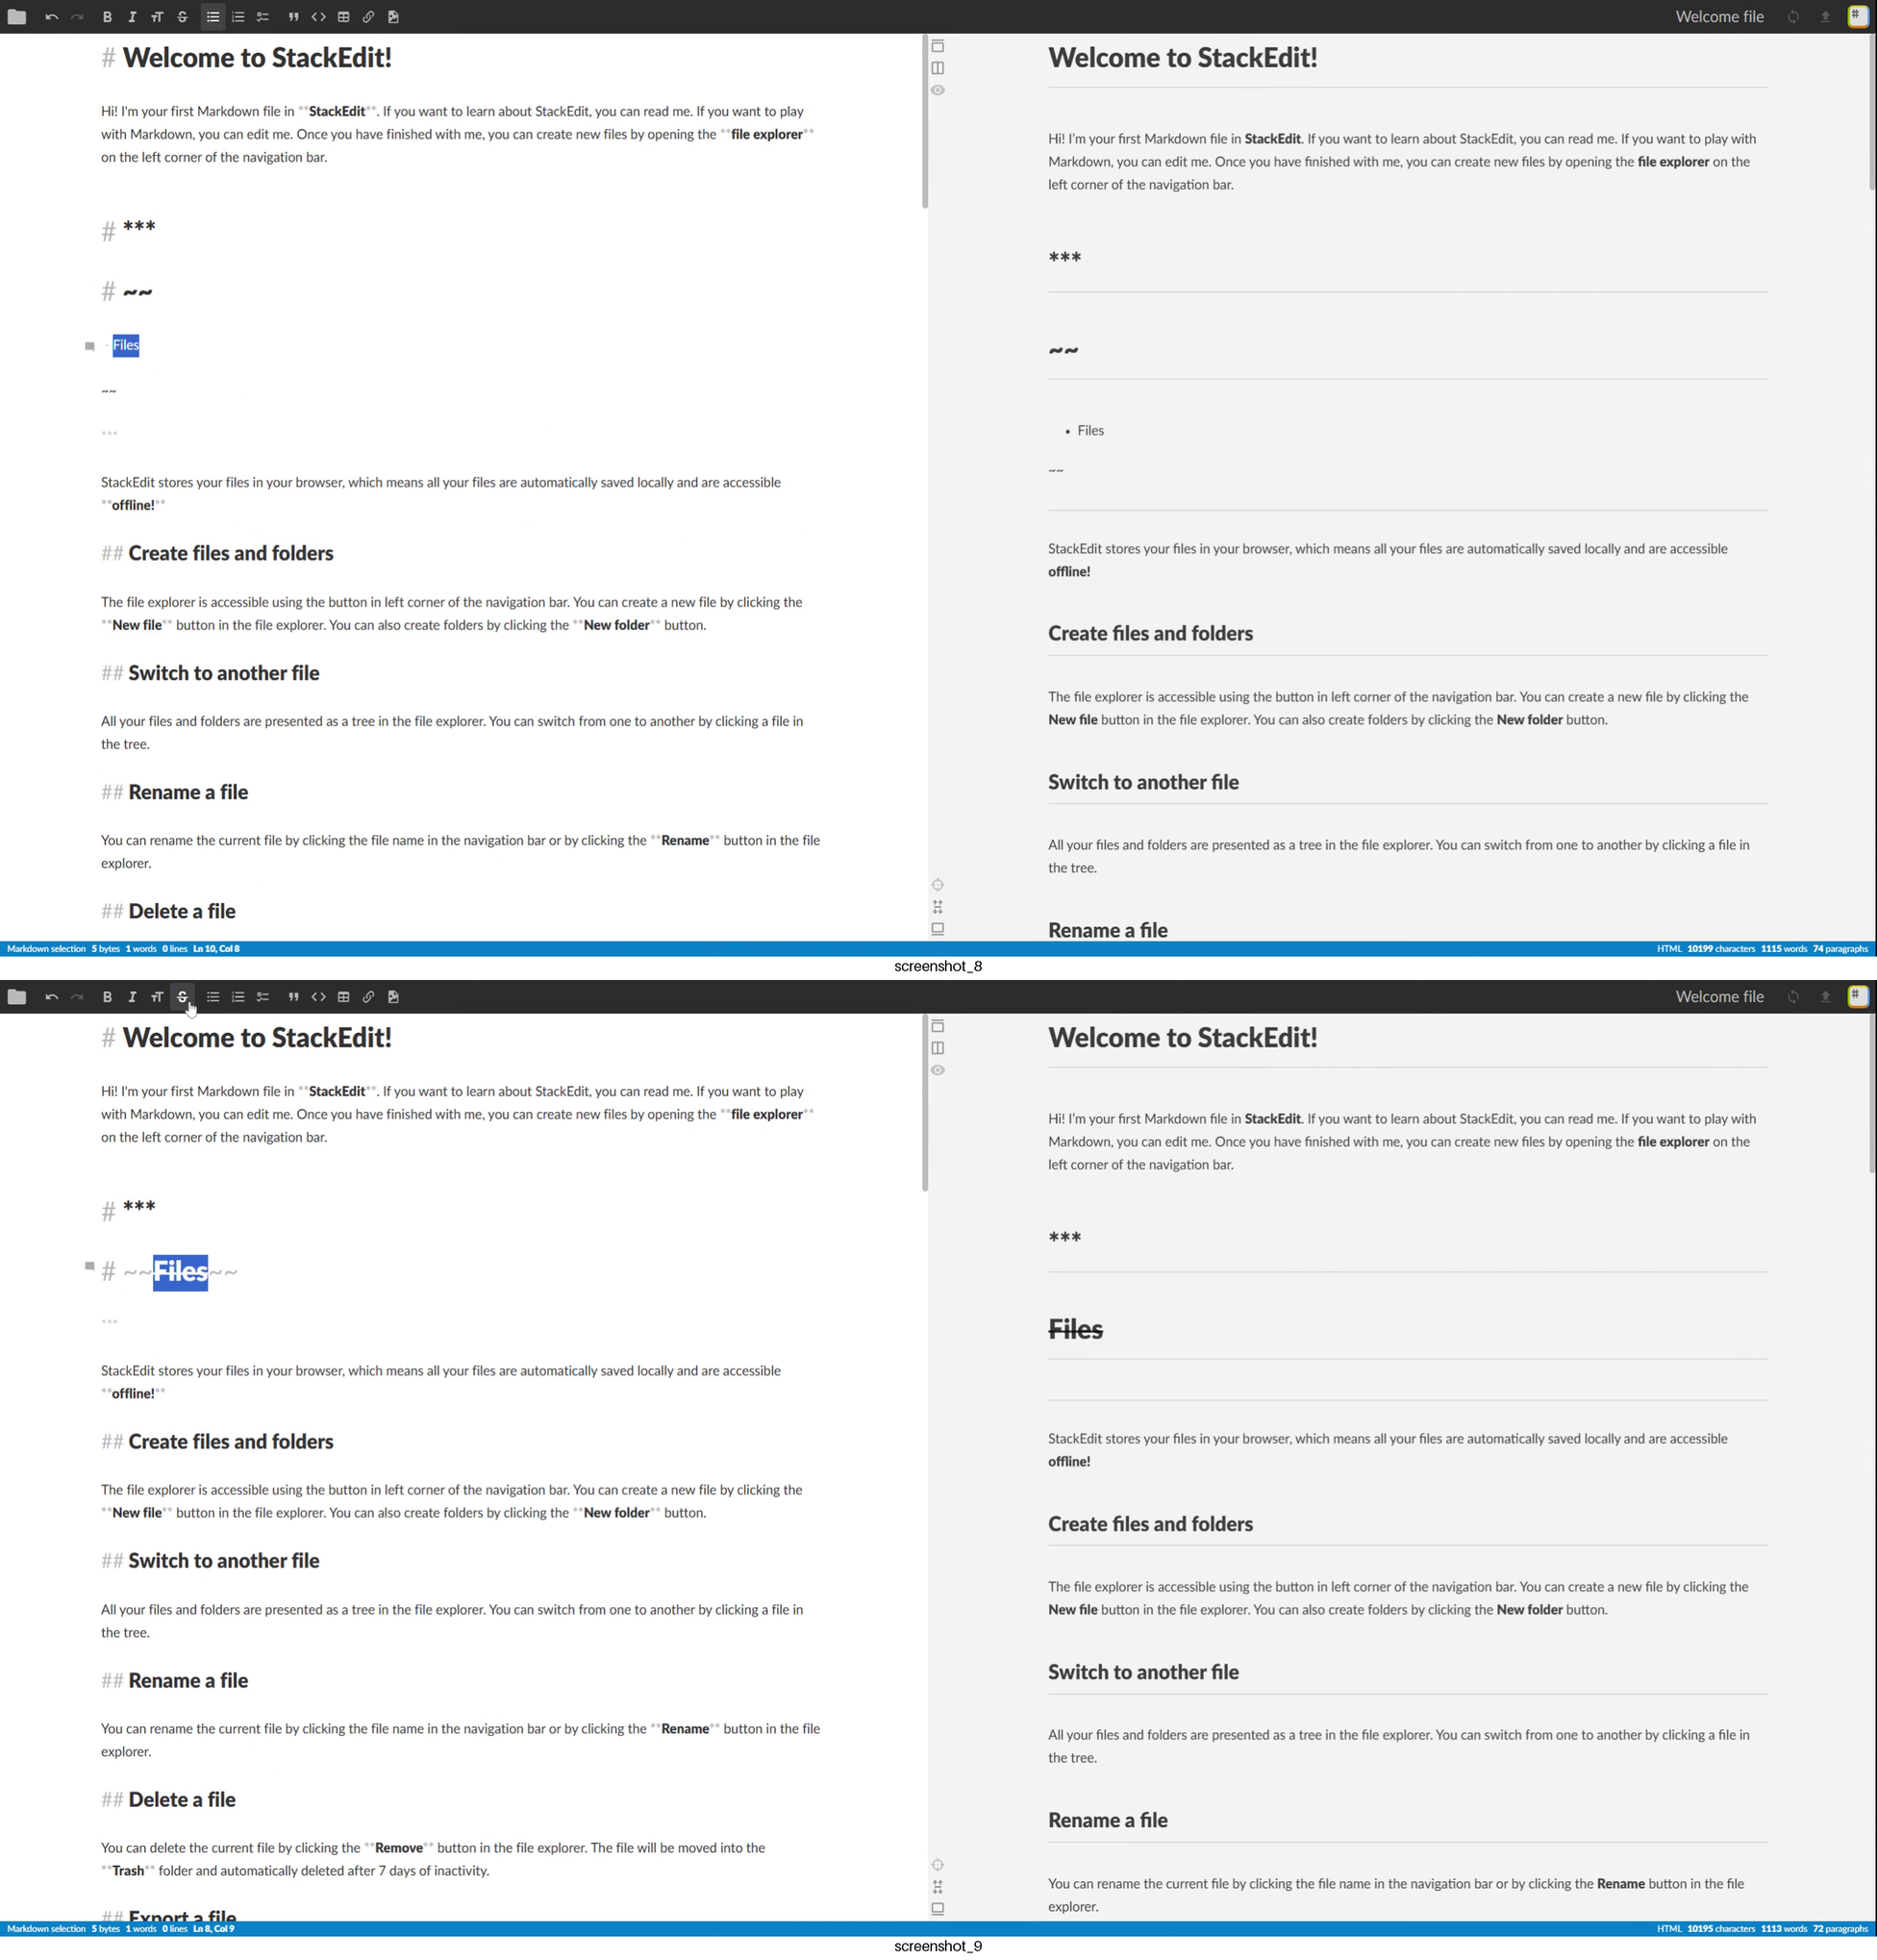 Welcome file
# Welcome to StackEdit!
Hi! I'm your first Markdown file in **StackEdit**. If you want to learn about StackEdit, you can read me. If you want to play
with Markdown, you can edit me. Once you have finished with me, you can create new files by opening the **file explorer**
on the left corner of the navigation bar.
# ***
# ~~
- Files
~~
***
StackEdit stores your files in your browser, which means all your files are automatically saved locally and are accessible
**offline!**
## Create files and folders
The file explorer is accessible using the button in left corner of the navigation bar. You can create a new file by clicking the
**New file** button in the file explorer. You can also create folders by clicking the **New folder** button.
## Switch to another file
All your files and folders are presented as a tree in the file explorer. You can switch from one to another by clicking a file in
the tree.
## Rename a file
You can rename the current file by clicking the file name in the navigation bar or by clicking the **Rename** button in the file
explorer.
## Delete a file
Welcome to StackEdit!
Hi! I'm your first Markdown file in StackEdit. If you want to learn about StackEdit, you can read me. If you want to play with
Markdown, you can edit me. Once you have finished with me, you can create new files by opening the file explorer on the
left corner of the navigation bar.
***
~~
• Files
~~
StackEdit stores your files in your browser, which means all your files are automatically saved locally and are accessible
offline!
Create files and folders
The file explorer is accessible using the button in left corner of the navigation bar. You can create a new file by clicking the
New file button in the file explorer. You can also create folders by clicking the New folder button.
Switch to another file
All your files and folders are presented as a tree in the file explorer. You can switch from one to another by clicking a file in
the tree.
Rename a file
Markdown selection 5 bytes 1 words 0 lines Ln 10, Col 8
HTML 10199 characters 1115 words 74 paragraphs
screenshot_8
Welcome file
# Welcome to StackEdit!
Hi! I'm your first Markdown file in **StackEdit**. If you want to learn about StackEdit, you can read me. If you want to play
with Markdown, you can edit me. Once you have finished with me, you can create new files by opening the **file explorer**
on the left corner of the navigation bar.
# ***
# ~~Files~~
***
StackEdit stores your files in your browser, which means all your files are automatically saved locally and are accessible
**offline!**
## Create files and folders
The file explorer is accessible using the button in left corner of the navigation bar. You can create a new file by clicking the
**New file** button in the file explorer. You can also create folders by clicking the **New folder** button.
## Switch to another file
All your files and folders are presented as a tree in the file explorer. You can switch from one to another by clicking a file in
the tree.
## Rename a file
You can rename the current file by clicking the file name in the navigation bar or by clicking the **Rename** button in the file
explorer.
## Delete a file
You can delete the current file by clicking the **Remove** button in the file explorer. The file will be moved into the
**Trash** folder and automatically deleted after 7 days of inactivity.
## Export a file
Welcome to StackEdit!
Hi! I'm your first Markdown file in StackEdit. If you want to learn about StackEdit, you can read me. If you want to play with
Markdown, you can edit me. Once you have finished with me, you can create new files by opening the file explorer on the
left corner of the navigation bar.
***
Files
StackEdit stores your files in your browser, which means all your files are automatically saved locally and are accessible
offline!
Create files and folders
The file explorer is accessible using the button in left corner of the navigation bar. You can create a new file by clicking the
New file button in the file explorer. You can also create folders by clicking the New folder button.
Switch to another file
All your files and folders are presented as a tree in the file explorer. You can switch from one to another by clicking a file in
the tree.
Rename a file
You can rename the current file by clicking the file name in the navigation bar or by clicking the Rename button in the file
explorer.
Markdown selection 5 bytes 1 words 0 lines Ln 8, Col 9
HTML 10195 characters 1113 words 72 paragraphs
screenshot_9